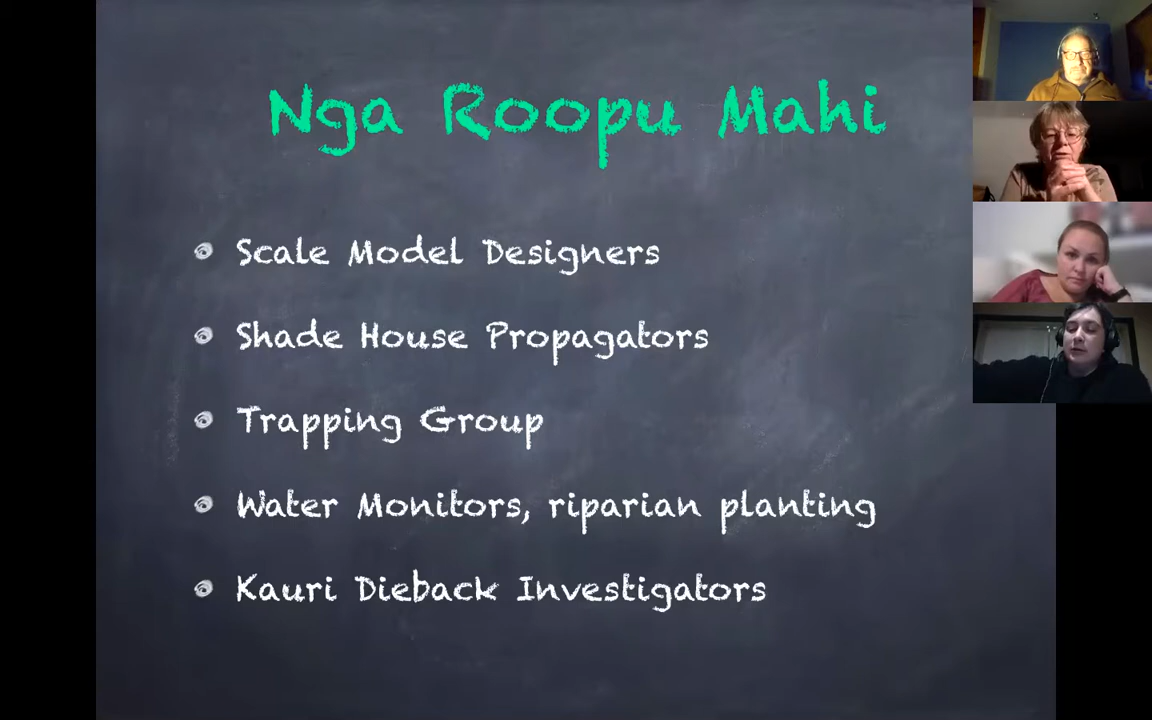 Nga Roopu Mahi
Scale Model Designers
Shade House Propagators
Trapping Group
Water Monitors, riparian planting
Kauri Dieback Investigators